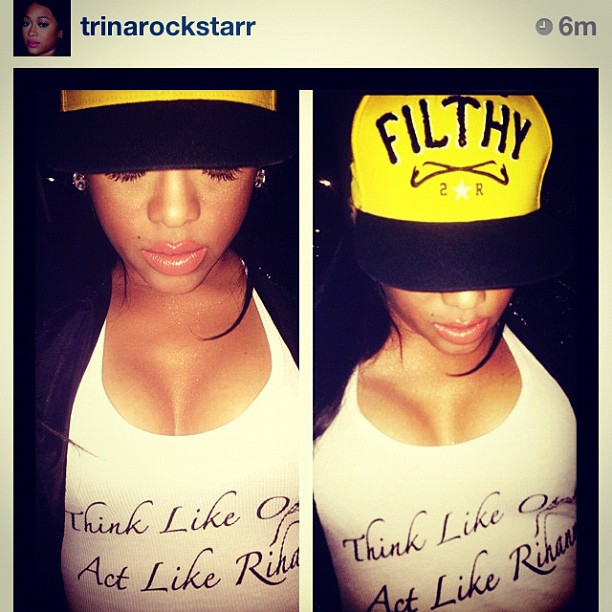 trinarockstarr
6m
FILTHY
2 R
Think Like
Act Like
Think Like
Act Like